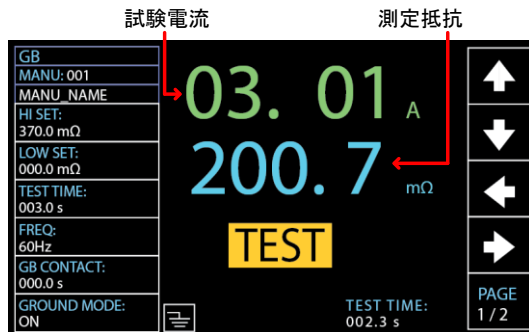 試験電流
測定抵抗
GB
MANU: 001
MANU_NAME
HI SET:
370.0 mΩ
LOW SET:
000.0 mΩ
TEST TIME:
003.0 s
FREQ:
60Hz
GB CONTACT:
000.0 s
GROUND MODE:
ON
03. 01 A
200. 7 mΩ
TEST
TEST TIME:
002.3 s
PAGE
1 / 2